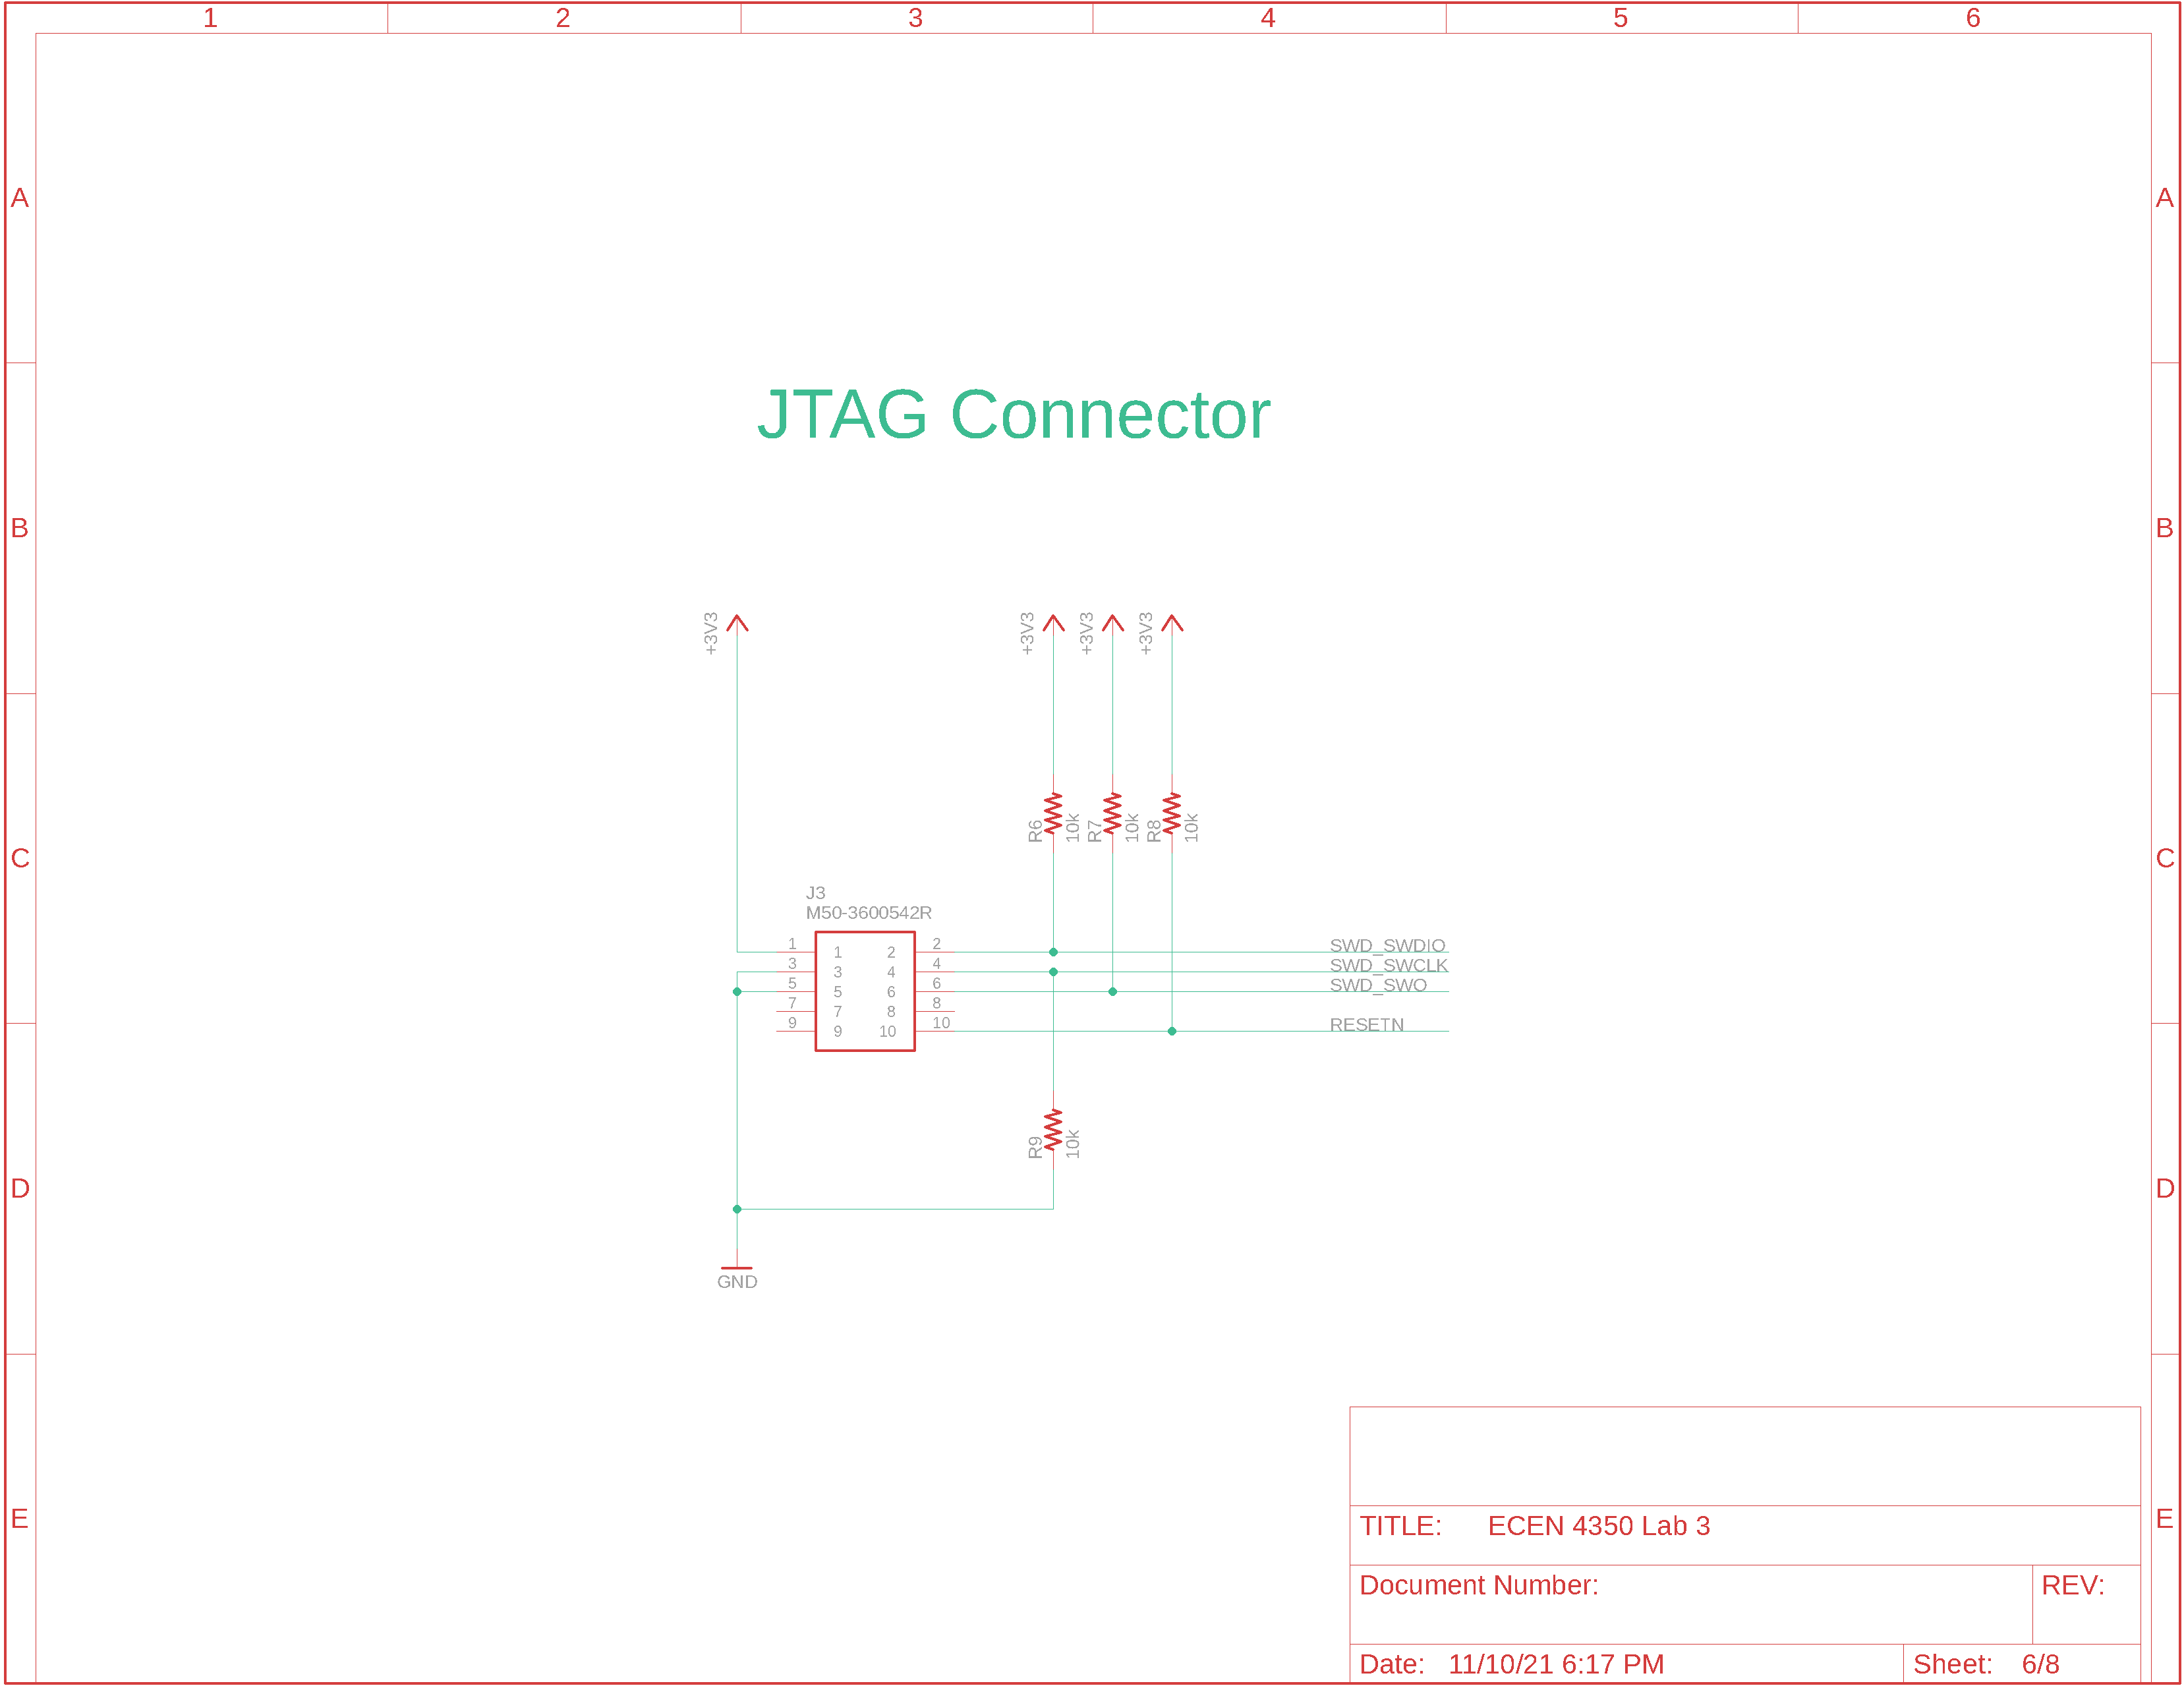 1 2 3 4 5 6
A A
JTAG Connector
B B
+3V3 +3V3 +3V3 +3V3
R6 10k R7 10k R8 10k
C C
J3
M50-3600542R
1 1 2 2 SWD_SWDIO
3 3 4 4 SWD_SWCLK
5 5 6 6 SWD_SWO
7 7 8 8
9 9 10 10 RESETN
R9 10k
D D
GND
E E
TITLE: ECEN 4350 Lab 3
Document Number: REV:
Date: 11/10/21 6:17 PM Sheet: 6/8